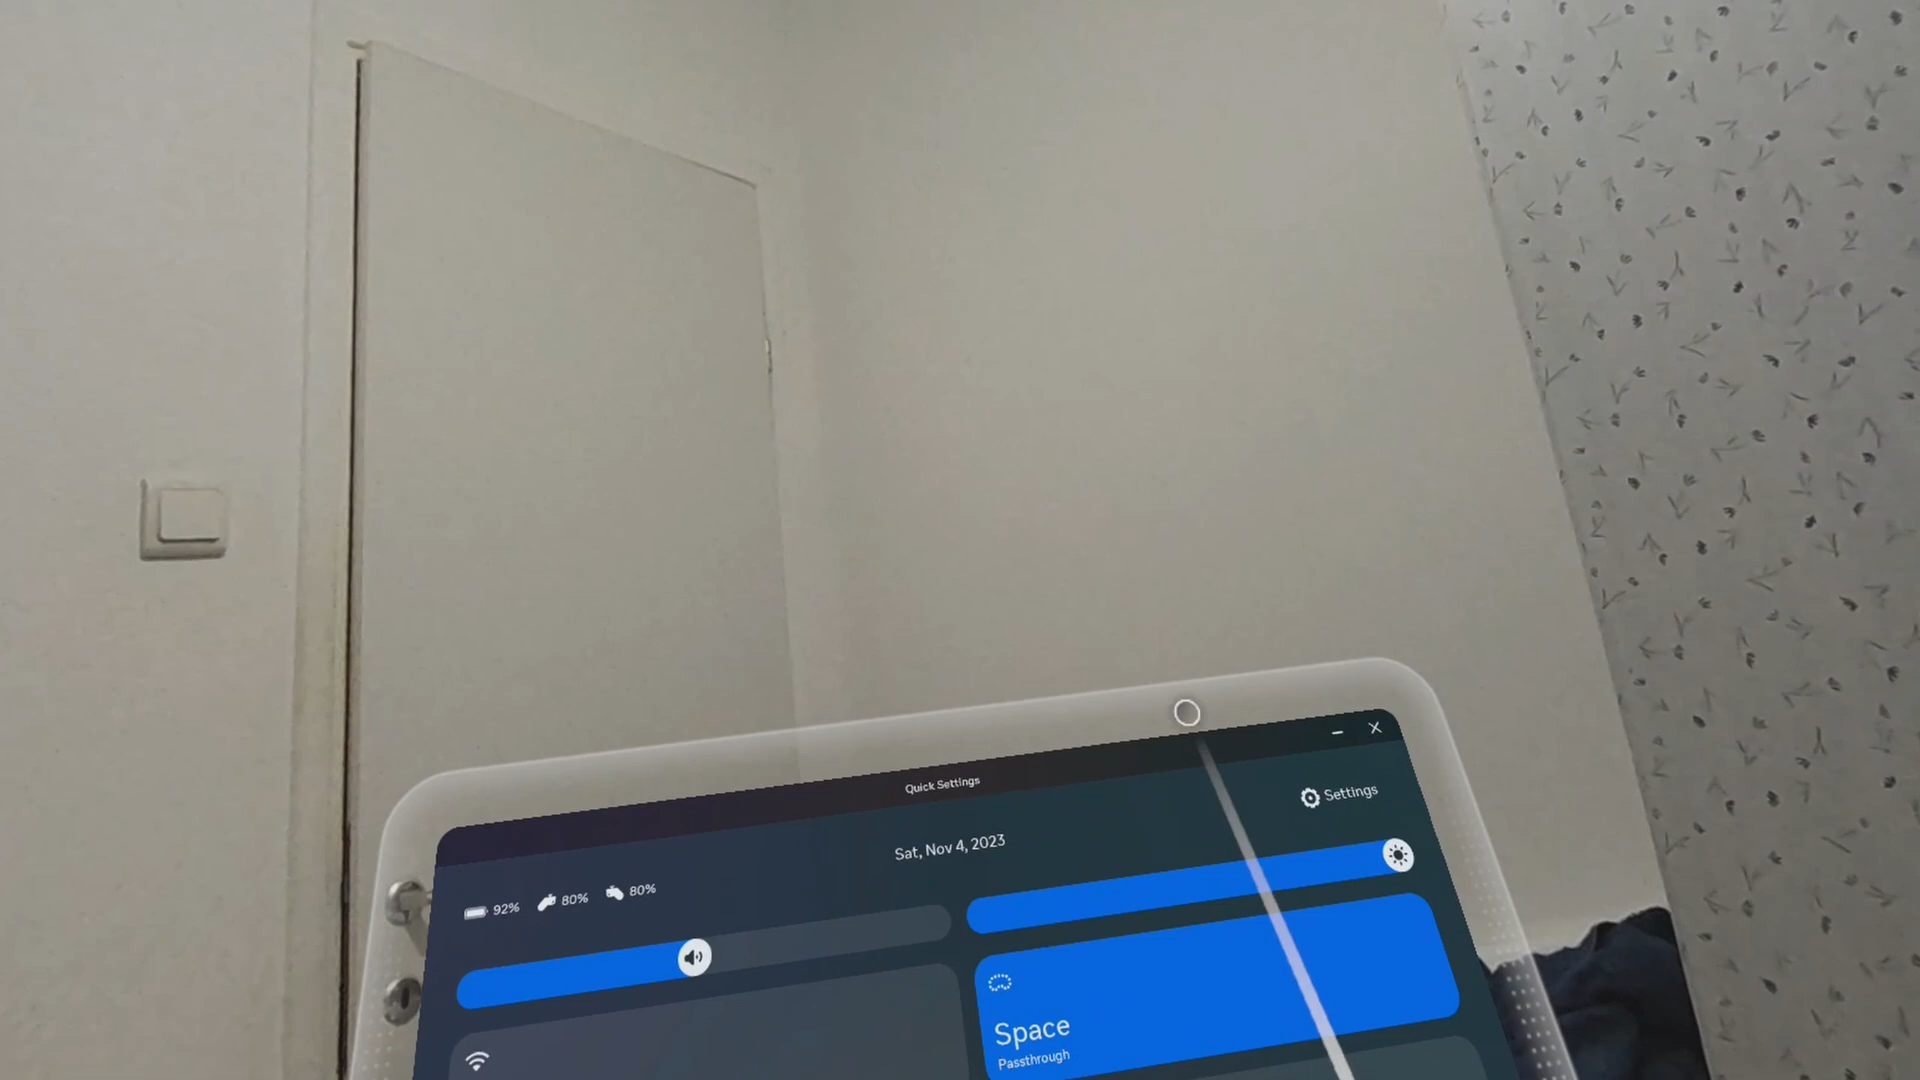 Quick Settings
Settings
Sat, Nov 4, 2023
92% 80% 80%
Space
Passthrough